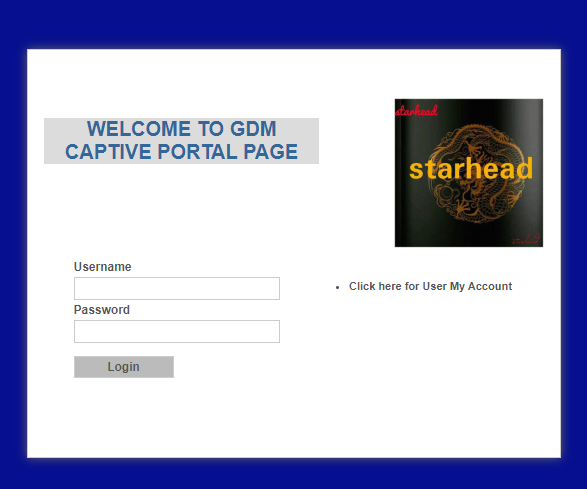 WELCOME TO GDM
CAPTIVE PORTAL PAGE
starhead
starhead
Username
Password
Login
Click here for User My Account